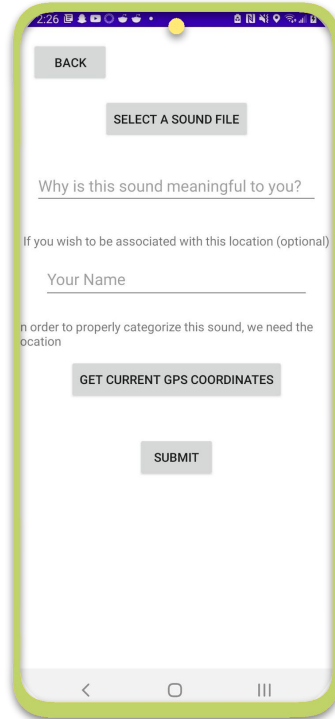 2:26
BACK
SELECT A SOUND FILE
Why is this sound meaningful to you?
If you wish to be associated with this location (optional)
Your Name
n order to properly categorize this sound, we need the
ocation
GET CURRENT GPS COORDINATES
SUBMIT